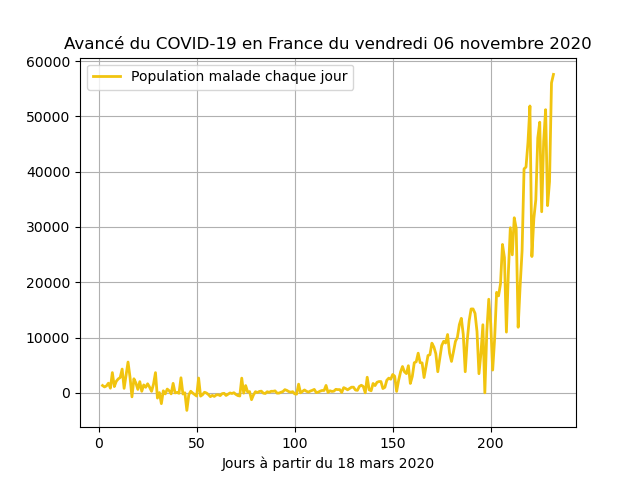 Avancé du COVID-19 en France du vendredi 06 novembre 2020
Population malade chaque jour
60000
50000
40000
30000
20000
10000
0
0 50 100 150 200
Jours à partir du 18 mars 2020